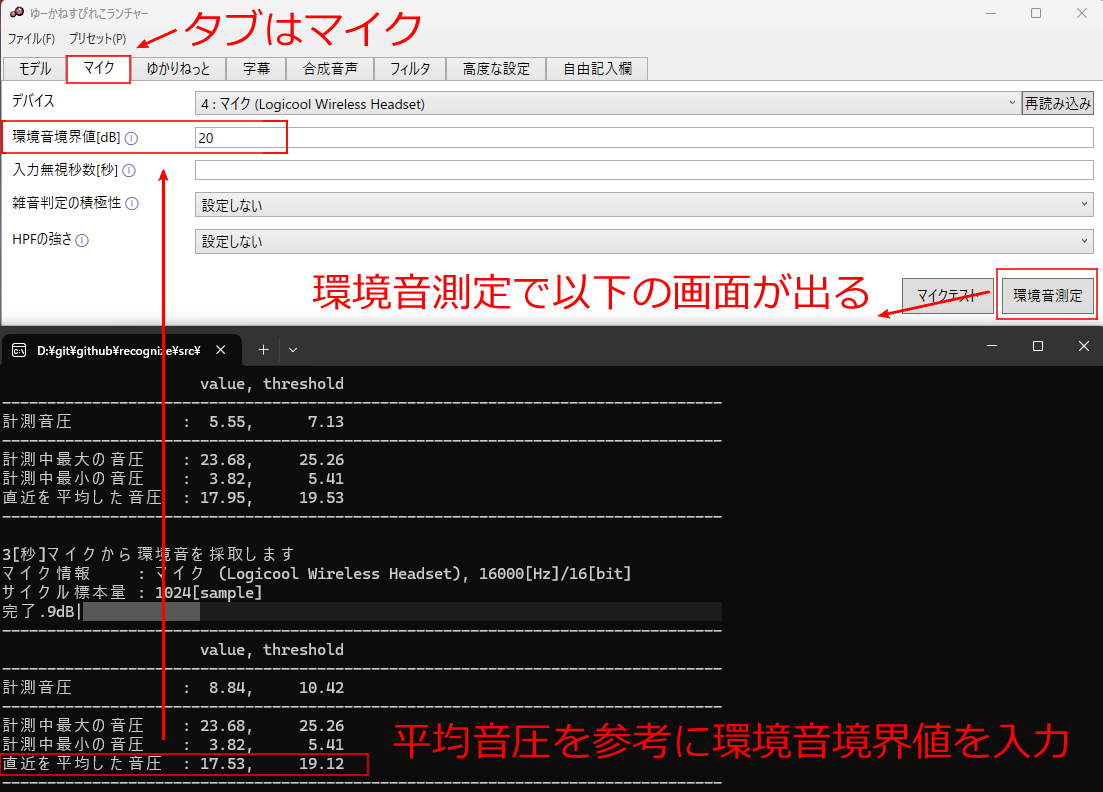 ゆーかねすぴれこランチャー
ファイル(F) プリセット(P)
タブはマイク
モデル マイク ゆかりねっと 字幕 合成音声 フィルタ 高度な設定 自由記入欄
デバイス 4 : マイク (Logicool Wireless Headset) 再読み込み
環境音境界値[dB] 20
入力無視秒数[秒]
雑音判定の積極性 設定しない
HPFの強さ 設定しない
環境音測定で以下の画面が出る
マイクテスト 環境音測定
D:¥git¥github¥recognize¥src¥
value, threshold
計測音圧 : 5.55, 7.13
計測中最大の音圧 : 23.68, 25.26
計測中最小の音圧 : 3.82, 5.41
直近を平均した音圧 : 17.95, 19.53
3[秒]マイクから環境音を採取します
マイク情報 : マイク (Logicool Wireless Headset), 16000[Hz]/16[bit]
サイクル標本量 : 1024[sample]
完了.9dB|
value, threshold
計測音圧 : 8.84, 10.42
計測中最大の音圧 : 23.68, 25.26
計測中最小の音圧 : 3.82, 5.41
平均音圧を参考に環境音境界値を入力
直近を平均した音圧 : 17.53, 19.12